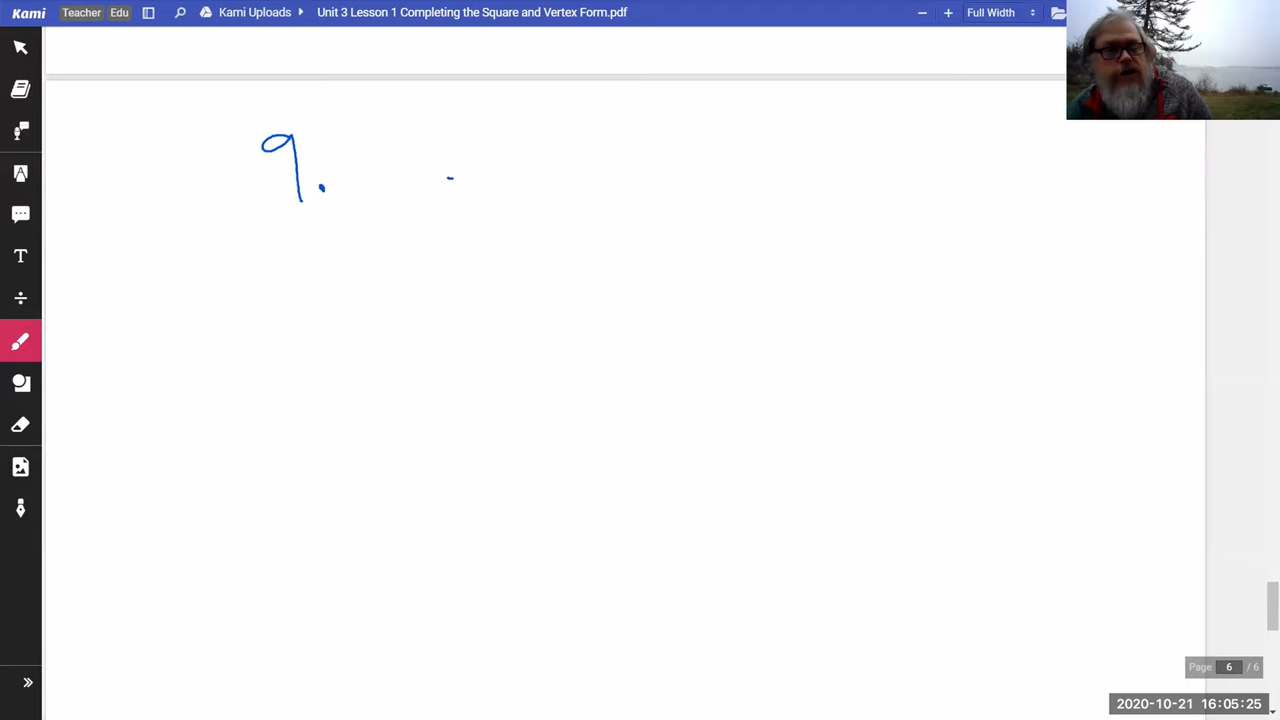 Kami Teacher Edu Kami Uploads Unit 3 Lesson 1 Completing the Square and Vertex Form.pdf Full Width
9.
Page 6 / 6
2020-10-21 16:05:25